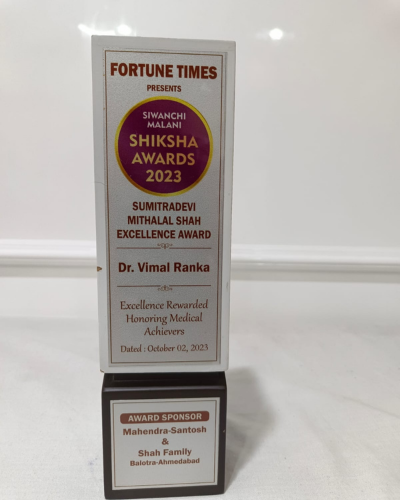 FORTUNE TIMES
PRESENTS
SIWANCHI
MALANI
SHIKSHA
AWARDS
2023
SUMITRADEVI
MITHALAL SHAH
EXCELLENCE AWARD
Dr. Vimal Ranka
Excellence Rewarded
Honoring Medical
Achievers
Dated : October 02, 2023
AWARD SPONSOR
Mahendra-Santosh
&
Shah Family
Balotra-Ahmedabad